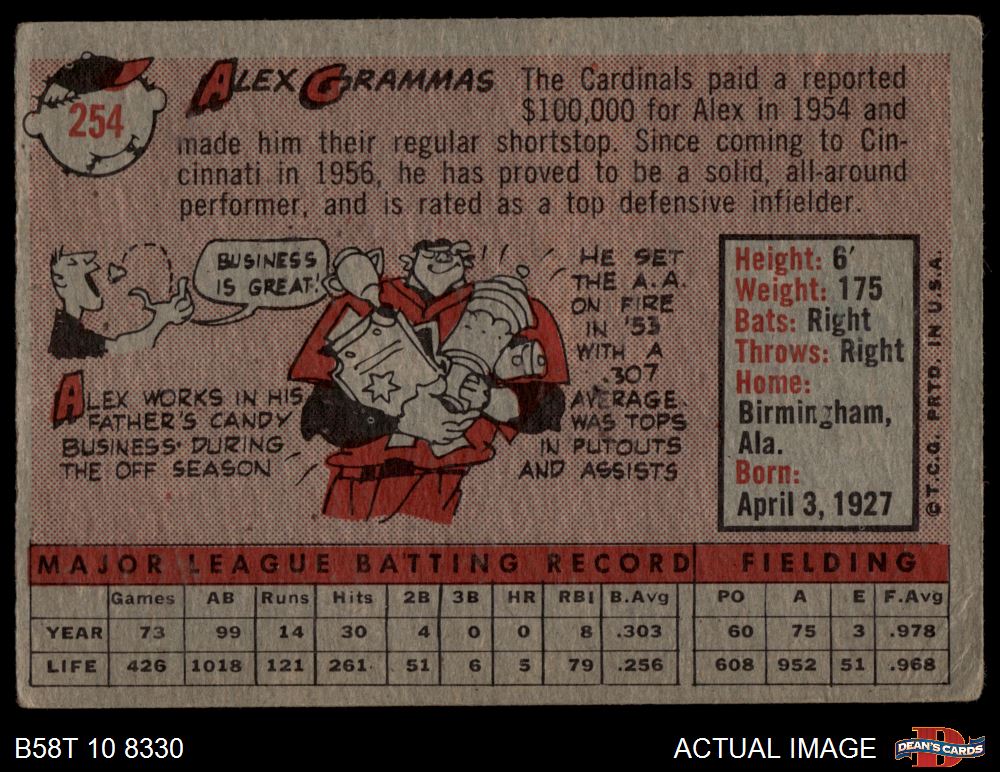 254
ALEX GRAMMAS
The Cardinals paid a reported
$100,000 for Alex in 1954 and
made him their regular shortstop. Since coming to Cin-
cinnati in 1956, he has proved to be a solid, all-around
performer, and is rated as a top defensive infielder.
BUSINESS
IS GREAT!
ALEX WORKS IN HIS
FATHER'S CANDY
BUSINESS DURING
THE OFF SEASON
HE SET
THE A.A.
ON FIRE
IN '53
WITH A
.307
AVERAGE.
WAS TOPS
IN PUTOUTS
AND ASSISTS
Height: 6'
Weight: 175
Bats: Right
Throws: Right
Home:
Birmingham,
Ala.
Born:
April 3, 1927
©T.C.G. PRTD. IN U.S.A.
MAJOR LEAGUE BATTING RECORD FIELDING
Games AB Runs Hits 2B 3B HR RBI B.Avg PO A E F.Avg
YEAR 73 99 14 30 4 0 0 8 .303 60 75 3 .978
LIFE 426 1018 121 261 51 6 5 79 .256 608 952 51 .968
B58T 10 8330
ACTUAL IMAGE
DEAN'S CARDS